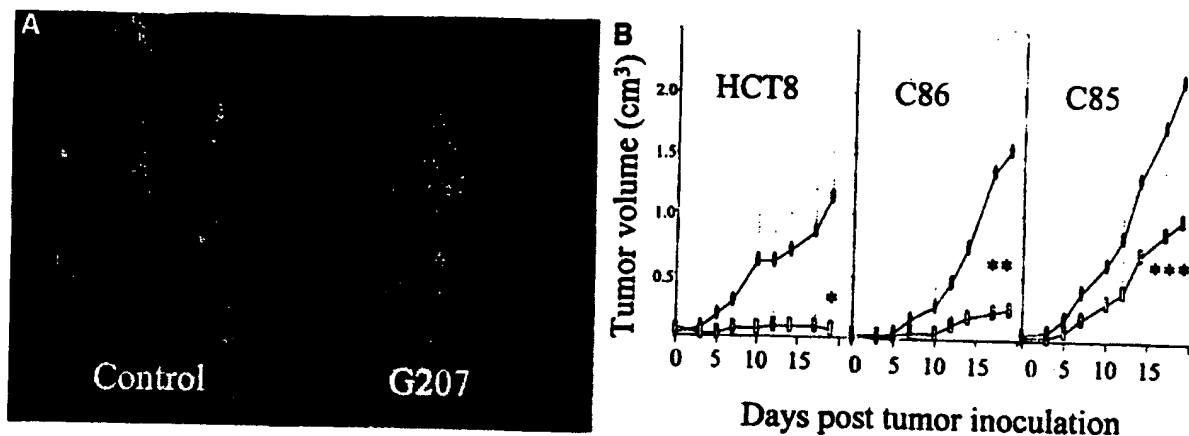 A
Control
G207
B
Tumor volume (cm³)
2.0
1.5
1.0
0.5
HCT8
C86
C85
*
**
***
0 5 10 15 0 5 10 15 0 5 10 15
Days post tumor inoculation